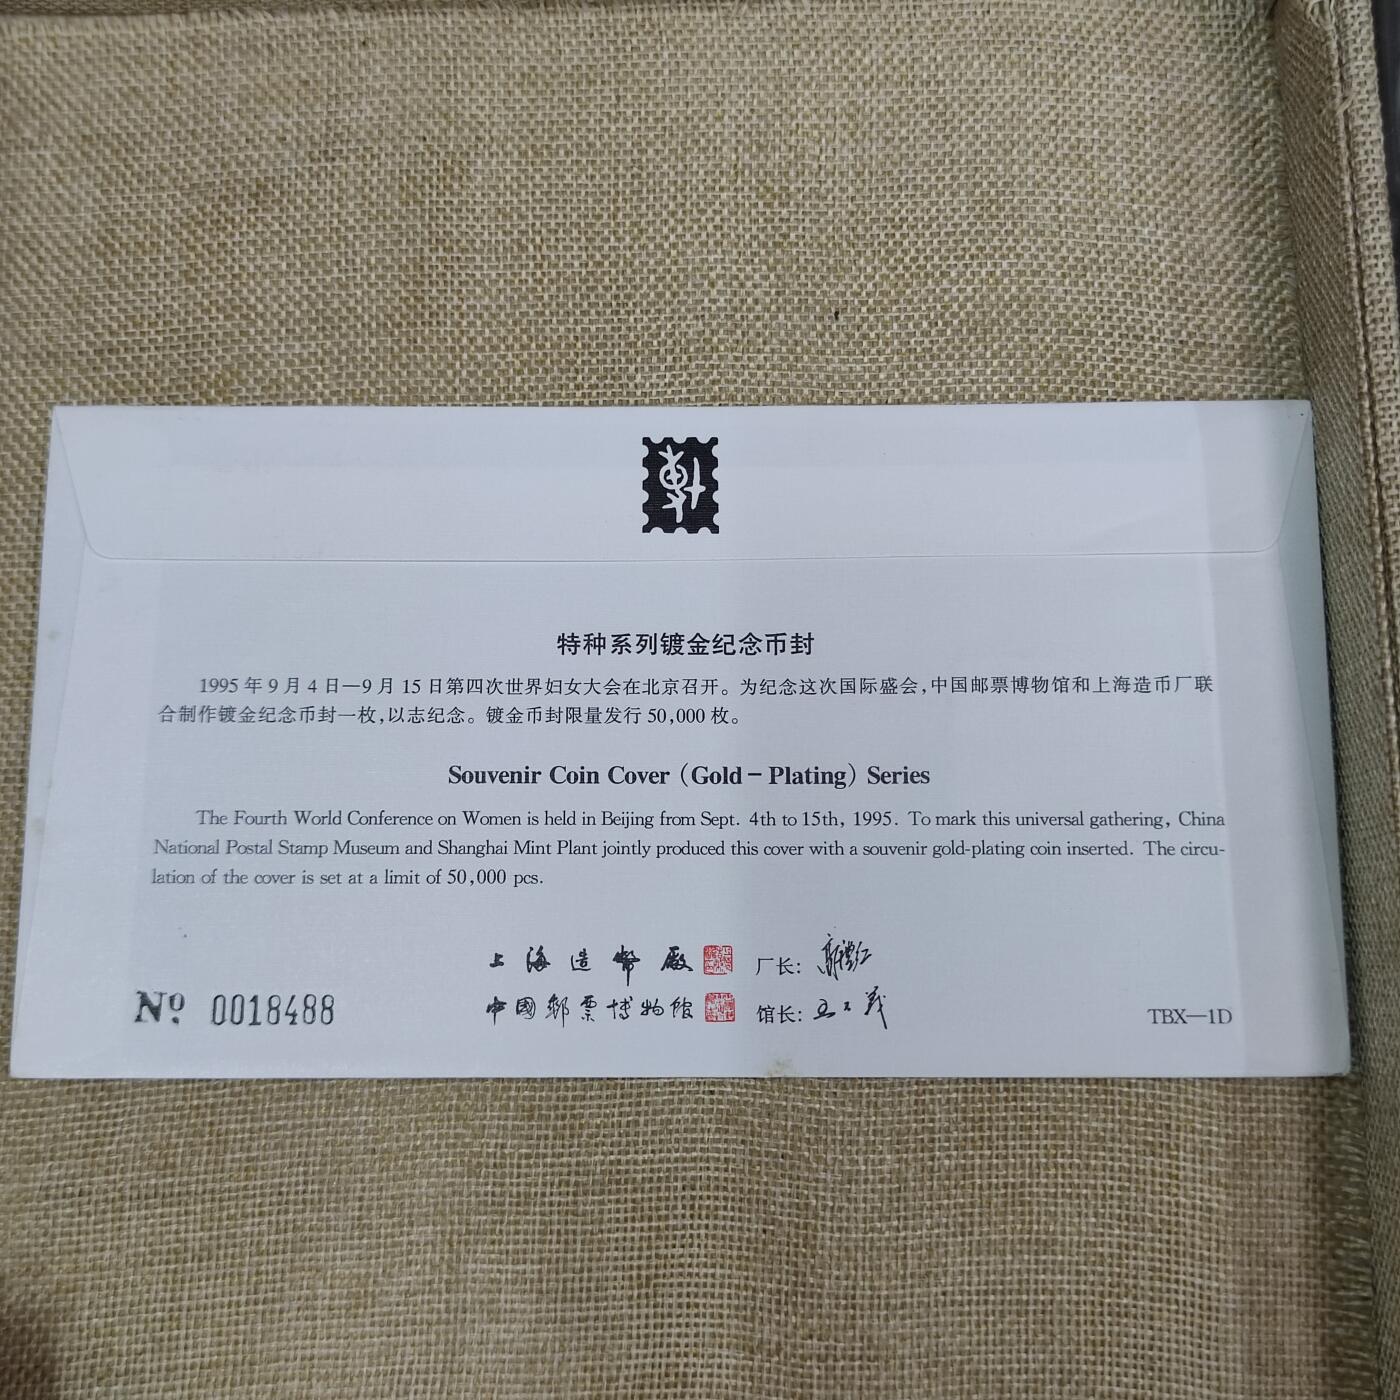 特种系列镀金纪念币封
1995年9月4日—9月15日第四次世界妇女大会在北京召开。为纪念这次国际盛会，中国邮票博物馆和上海造币厂联
合制作镀金纪念币封一枚，以志纪念。镀金币封限量发行50,000枚。
Souvenir Coin Cover (Gold－Plating) Series
The Fourth World Conference on Women is held in Beijing from Sept. 4th to 15th, 1995. To mark this universal gathering, China
National Postal Stamp Museum and Shanghai Mint Plant jointly produced this cover with a souvenir gold-plating coin inserted. The circu-
lation of the cover is set at a limit of 50,000 pcs.
上海造幣廠 厂长：
中國郵票博物館 馆长：
Nº 0018488
TBX—1D